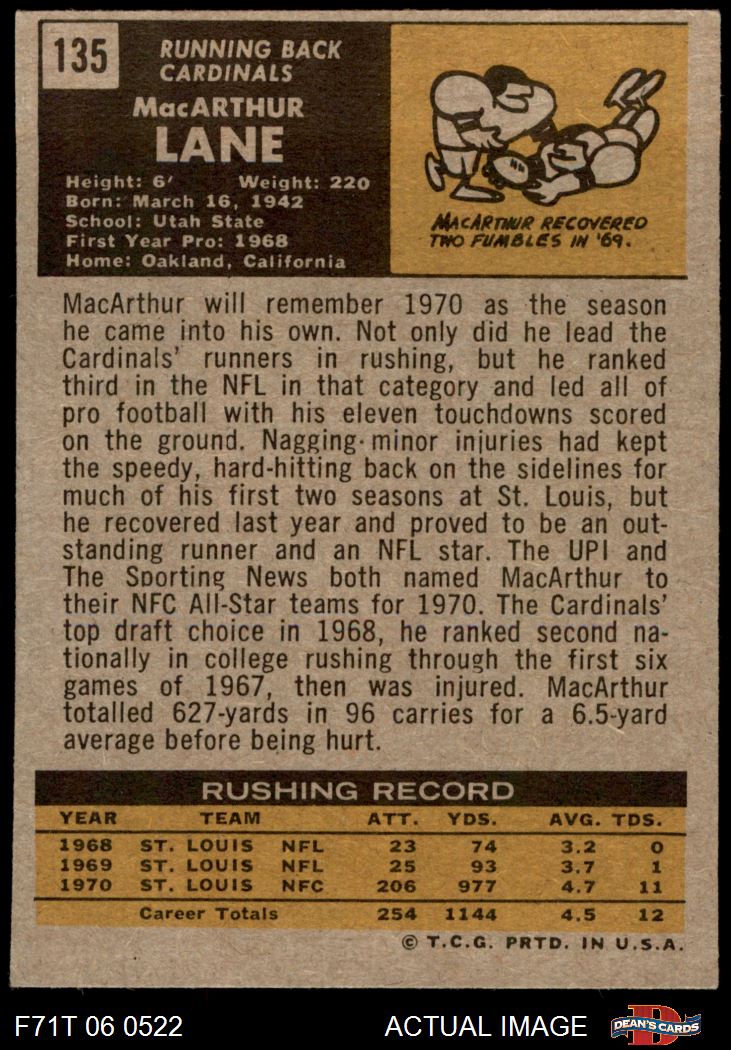 135
RUNNING BACK
CARDINALS
MacARTHUR
LANE
Height: 6' Weight: 220
Born: March 16, 1942
School: Utah State
First Year Pro: 1968
Home: Oakland, California
MACARTHUR RECOVERED
TWO FUMBLES IN '69.
MacArthur will remember 1970 as the season
he came into his own. Not only did he lead the
Cardinals' runners in rushing, but he ranked
third in the NFL in that category and led all of
pro football with his eleven touchdowns scored
on the ground. Nagging minor injuries had kept
the speedy, hard-hitting back on the sidelines for
much of his first two seasons at St. Louis, but
he recovered last year and proved to be an out-
standing runner and an NFL star. The UPI and
The Sporting News both named MacArthur to
their NFC All-Star teams for 1970. The Cardinals'
top draft choice in 1968, he ranked second na-
tionally in college rushing through the first six
games of 1967, then was injured. MacArthur
totalled 627-yards in 96 carries for a 6.5-yard
average before being hurt.
RUSHING RECORD
YEAR TEAM ATT. YDS. AVG. TDS.
1968 ST. LOUIS NFL 23 74 3.2 0
1969 ST. LOUIS NFL 25 93 3.7 1
1970 ST. LOUIS NFC 206 977 4.7 11
Career Totals 254 1144 4.5 12
© T.C.G. PRTD. IN U.S.A.
F71T 06 0522 ACTUAL IMAGE D DEAN'S CARDS